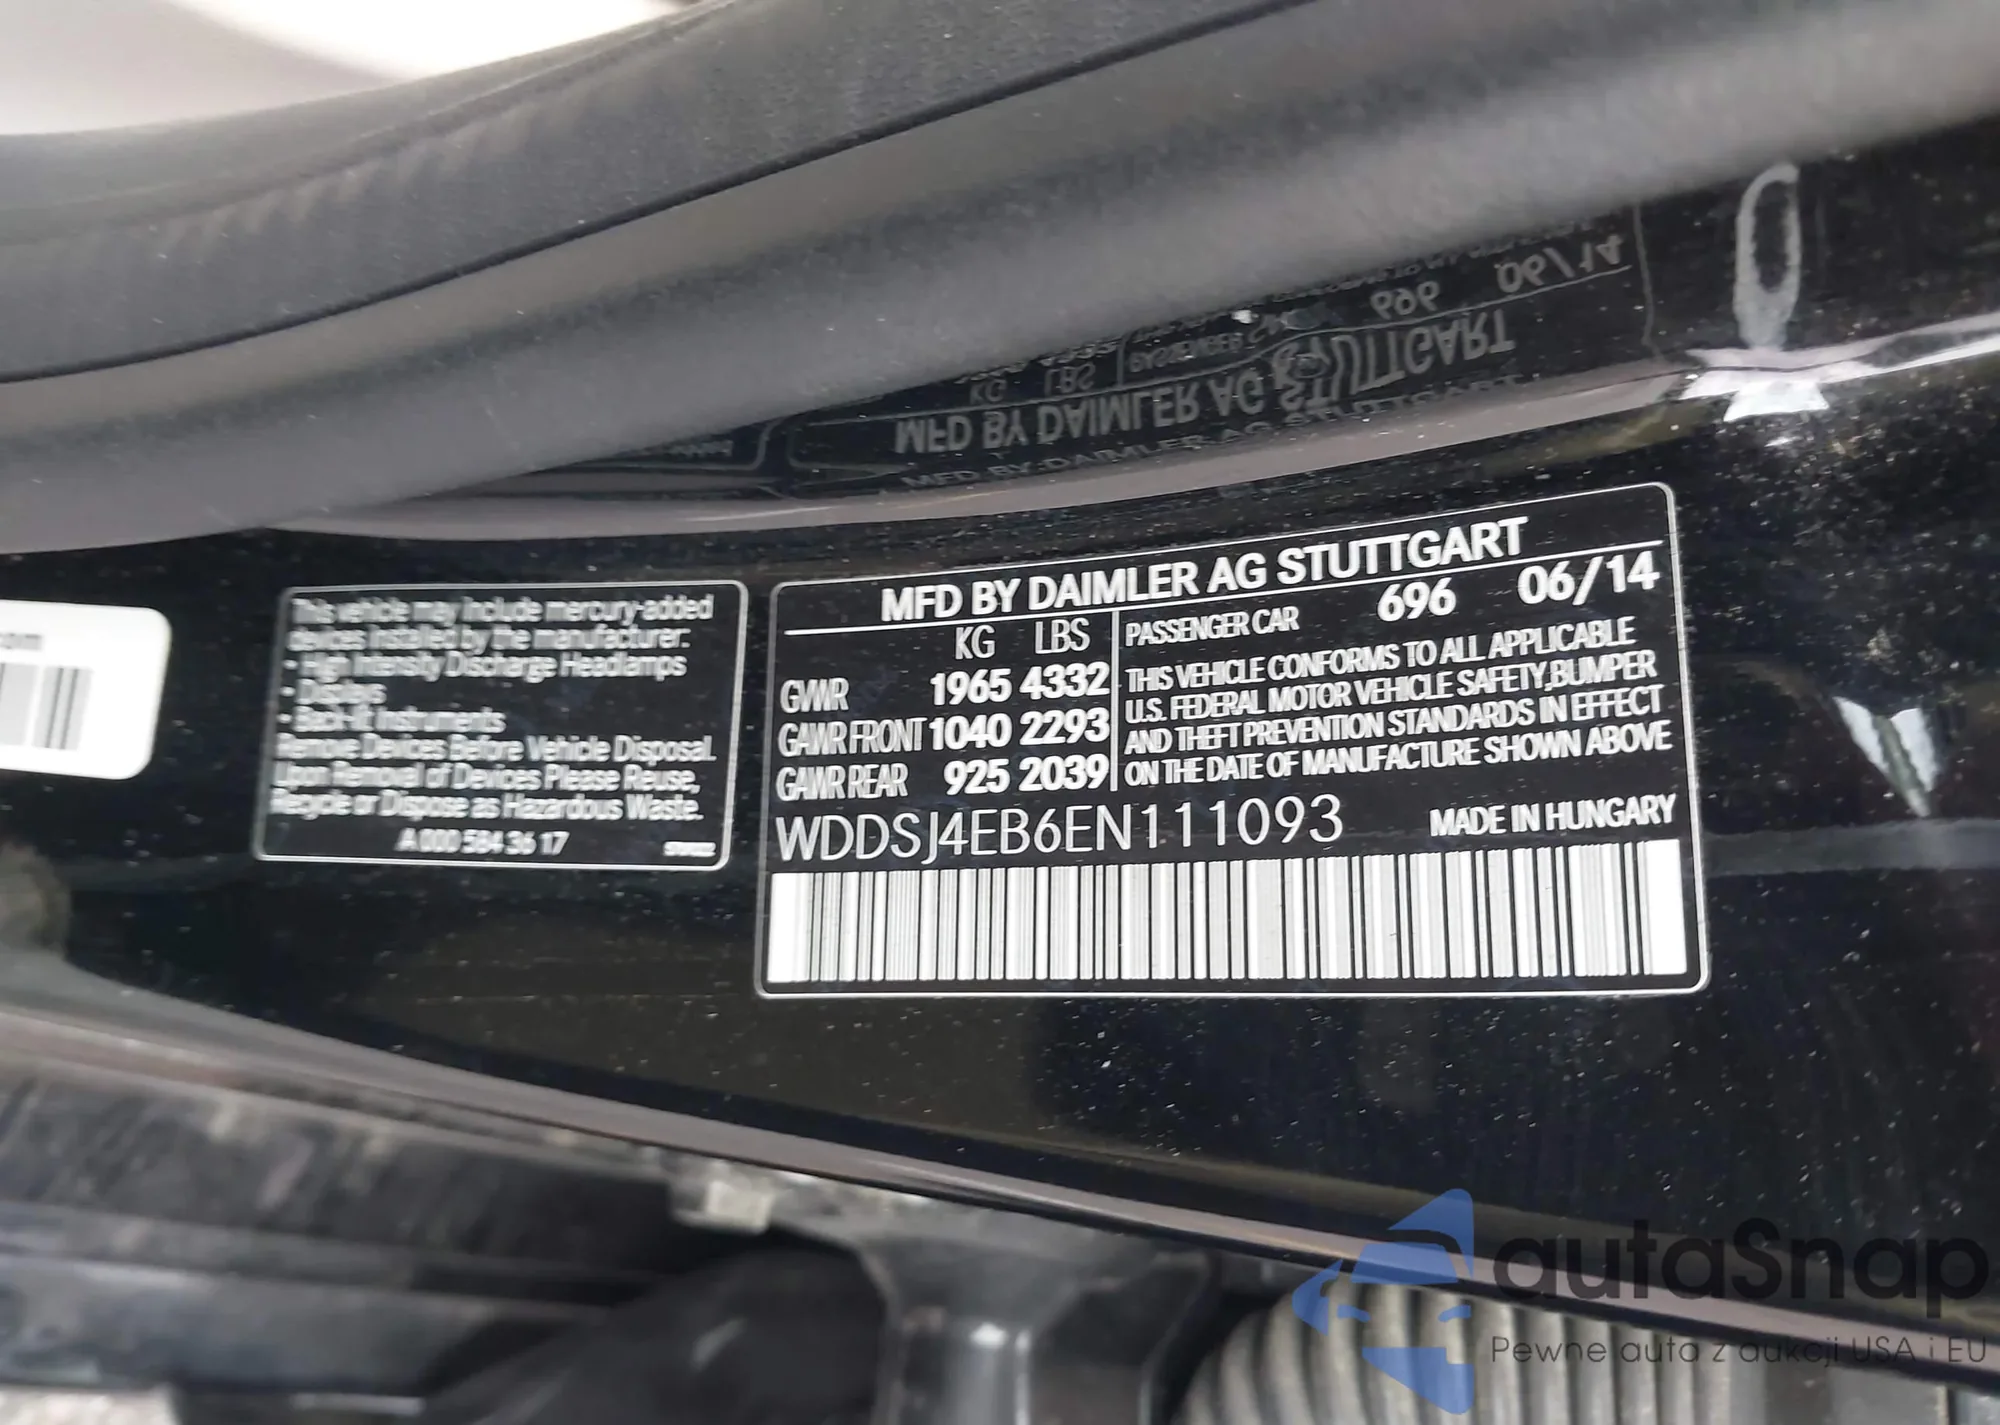 This vehicle may include mercury-added
devices installed by the manufacturer:
- High Intensity Discharge Headlamps
- Displays
- Back-lit Instruments
Remove Devices Before Vehicle Disposal.
Upon Removal of Devices Please Reuse,
Recycle or Dispose as Hazardous Waste.
A 000 584 36 17
MFD BY DAIMLER AG STUTTGART
KG LBS
GVWR 1965 4332
GAWR FRONT 1040 2293
GAWR REAR 925 2039
PASSENGER CAR 696 06/14
THIS VEHICLE CONFORMS TO ALL APPLICABLE
U.S. FEDERAL MOTOR VEHICLE SAFETY,BUMPER
AND THEFT PREVENTION STANDARDS IN EFFECT
ON THE DATE OF MANUFACTURE SHOWN ABOVE
WDDSJ4EB6EN111093 MADE IN HUNGARY
autaSnap
Pewne auta z aukcji USA i EU